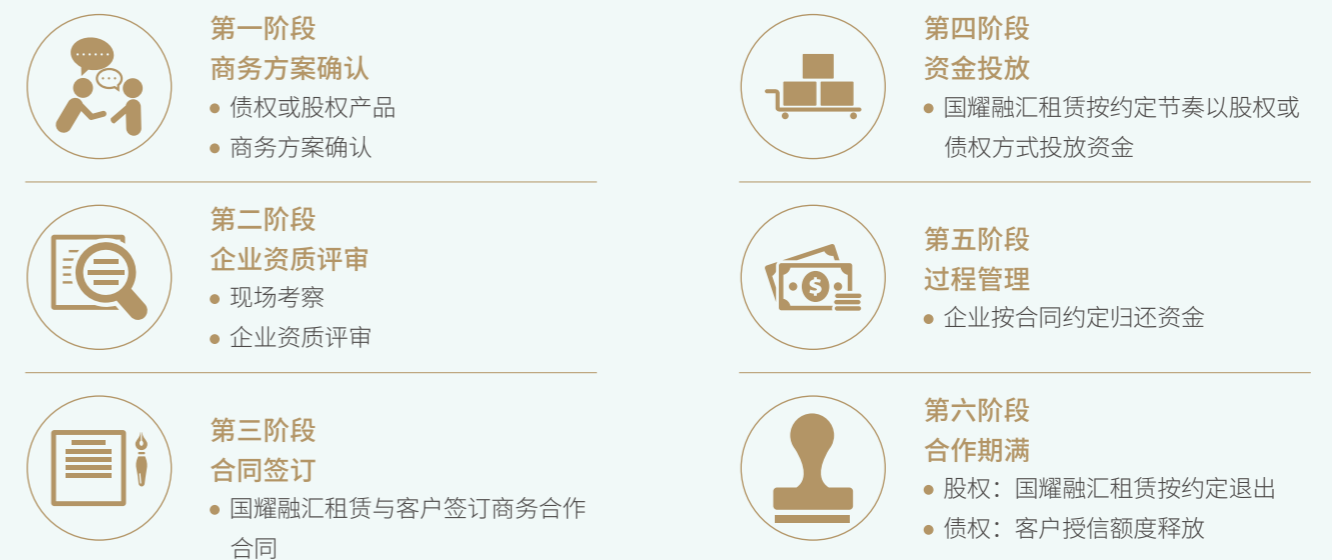 第一阶段
商务方案确认
债权或股权产品
商务方案确认
第二阶段
企业资质评审
现场考察
企业资质评审
第三阶段
合同签订
国耀融汇租赁与客户签订商务合作
合同
第四阶段
资金投放
国耀融汇租赁按约定节奏以股权或
债权方式投放资金
第五阶段
过程管理
企业按合同约定归还资金
第六阶段
合作期满
股权：国耀融汇租赁按约定退出
债权：客户授信额度释放